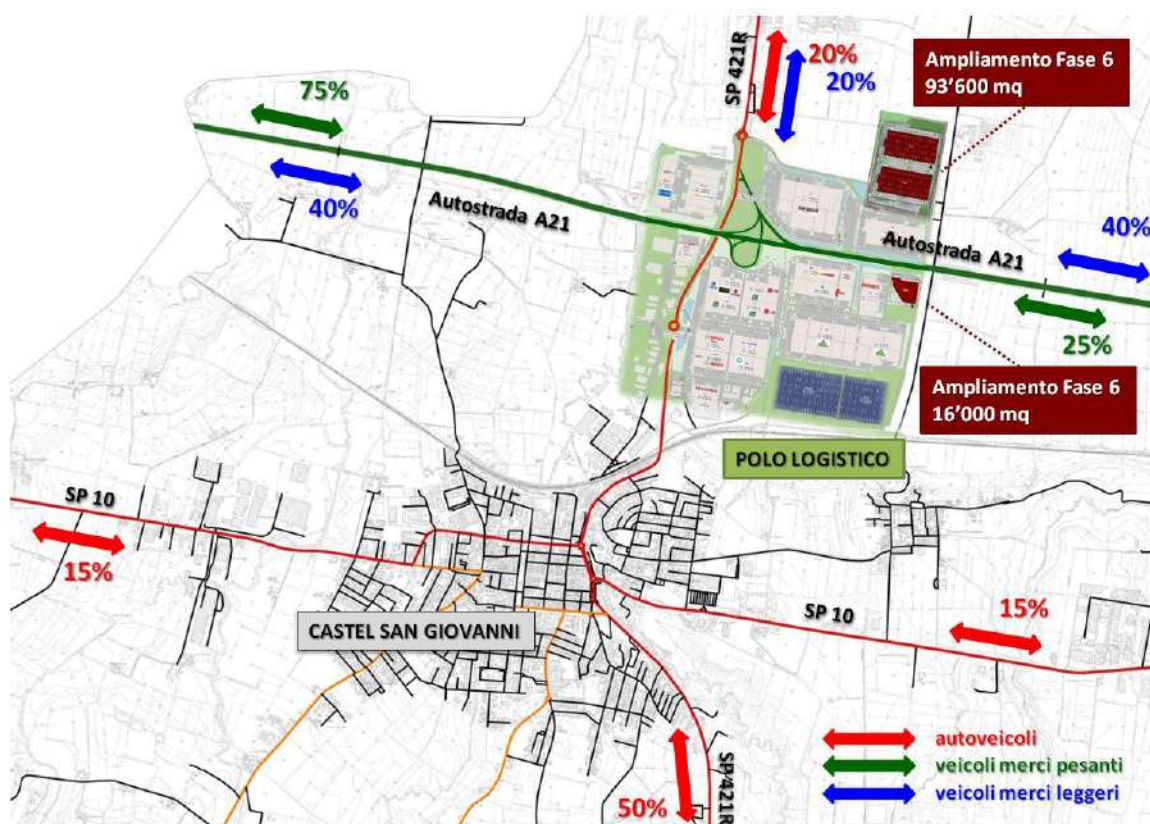 SP 421R
20%
20%
Ampliamento Fase 6
93'600 mq
75%
40%
Autostrada A21
Autostrada A21
40%
25%
Ampliamento Fase 6
16'000 mq
POLO LOGISTICO
SP 10
15%
CASTEL SAN GIOVANNI
SP 10
15%
SP 421R
50%
autoveicoli
veicoli merci pesanti
veicoli merci leggeri